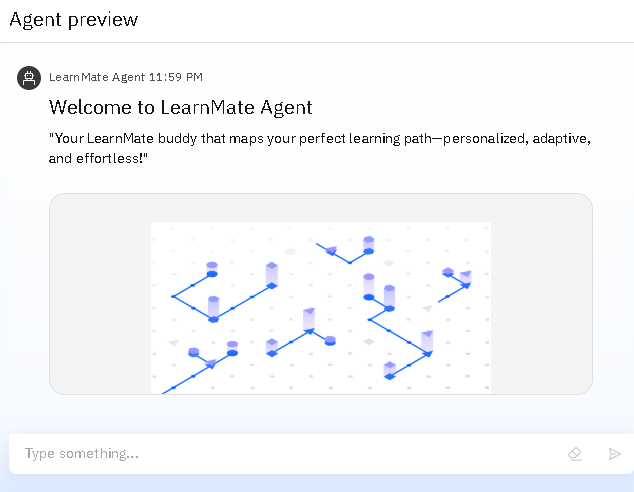 Agent preview
LearnMate Agent 11:59 PM
Welcome to LearnMate Agent
"Your LearnMate buddy that maps your perfect learning path—personalized, adaptive,
and effortless!"
Type something...